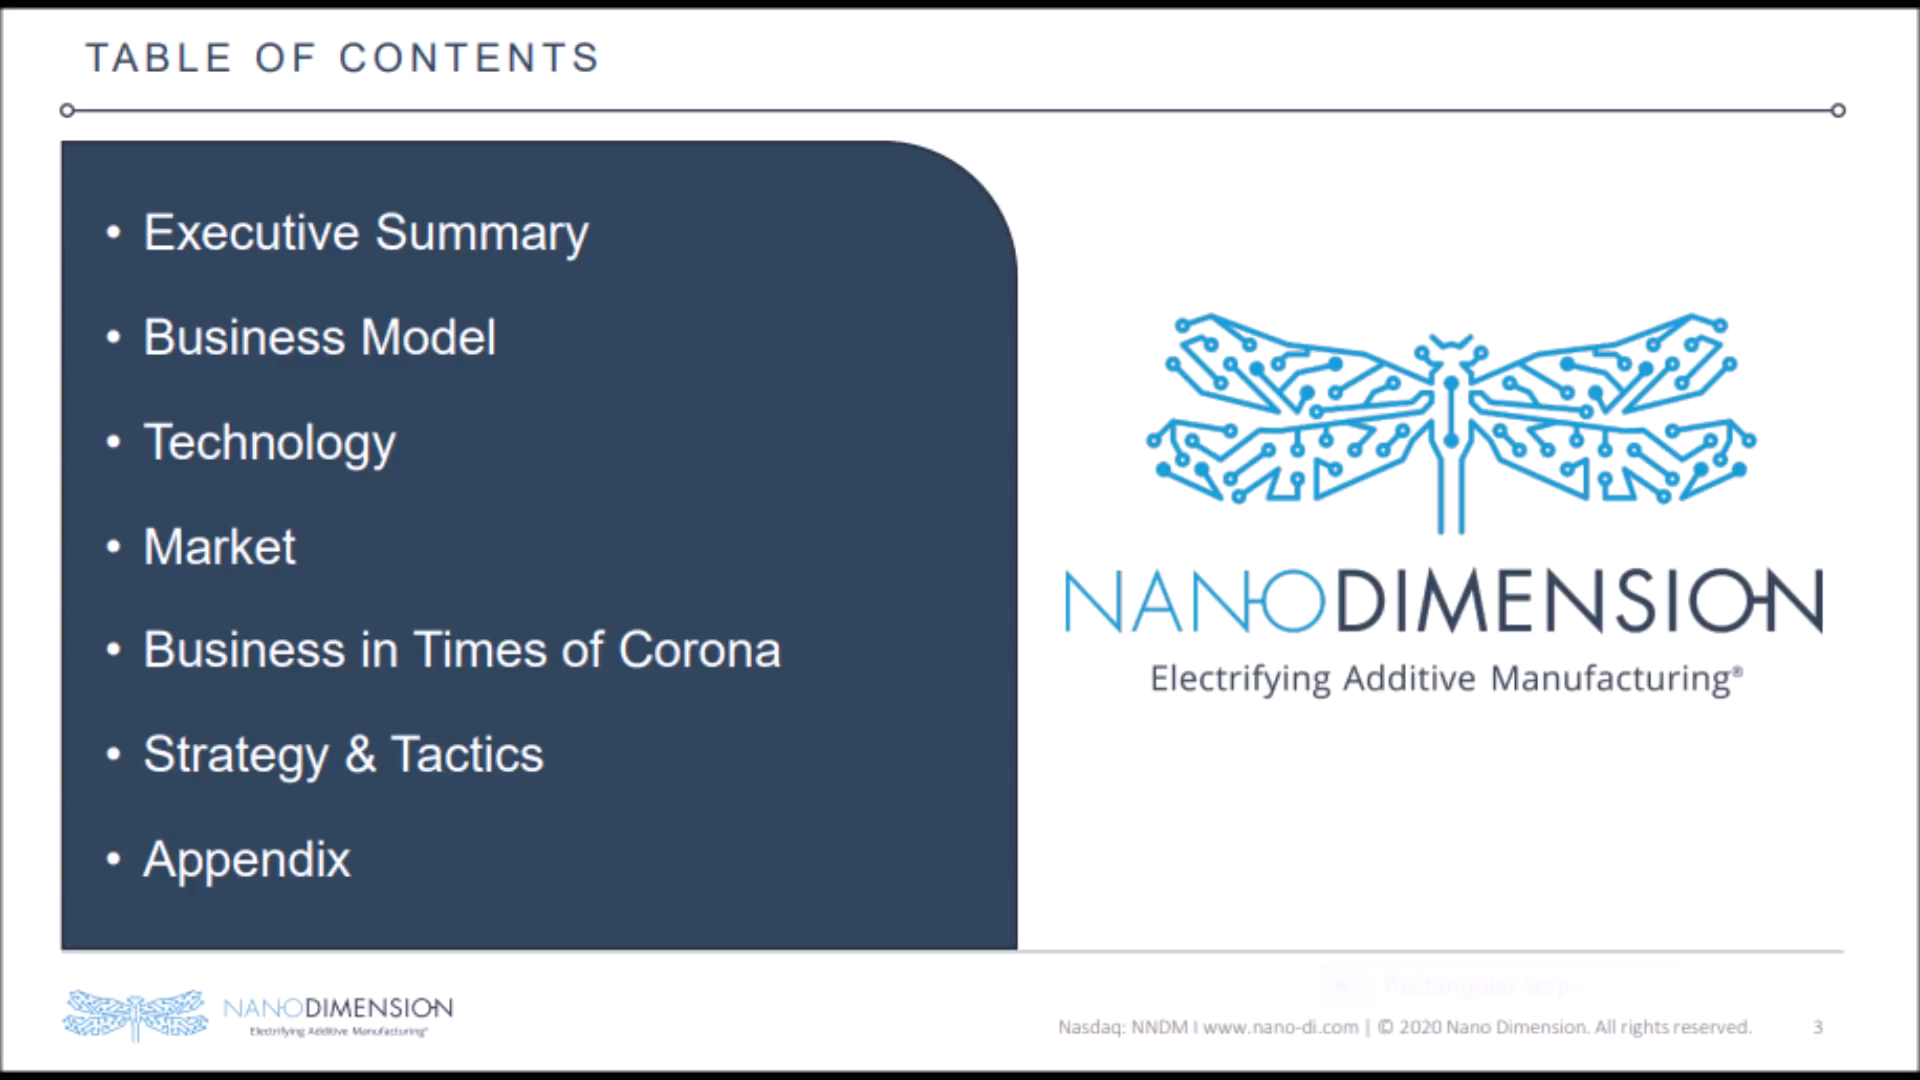 TABLE OF CONTENTS
• Executive Summary
• Business Model
• Technology
• Market
• Business in Times of Corona
• Strategy & Tactics
• Appendix
NANODIMENSION
Electrifying Additive Manufacturing®
NANODIMENSION
Electrifying Additive Manufacturing®
Nasdaq: NNDM I www.nano-di.com | © 2020 Nano Dimension. All rights reserved. 3